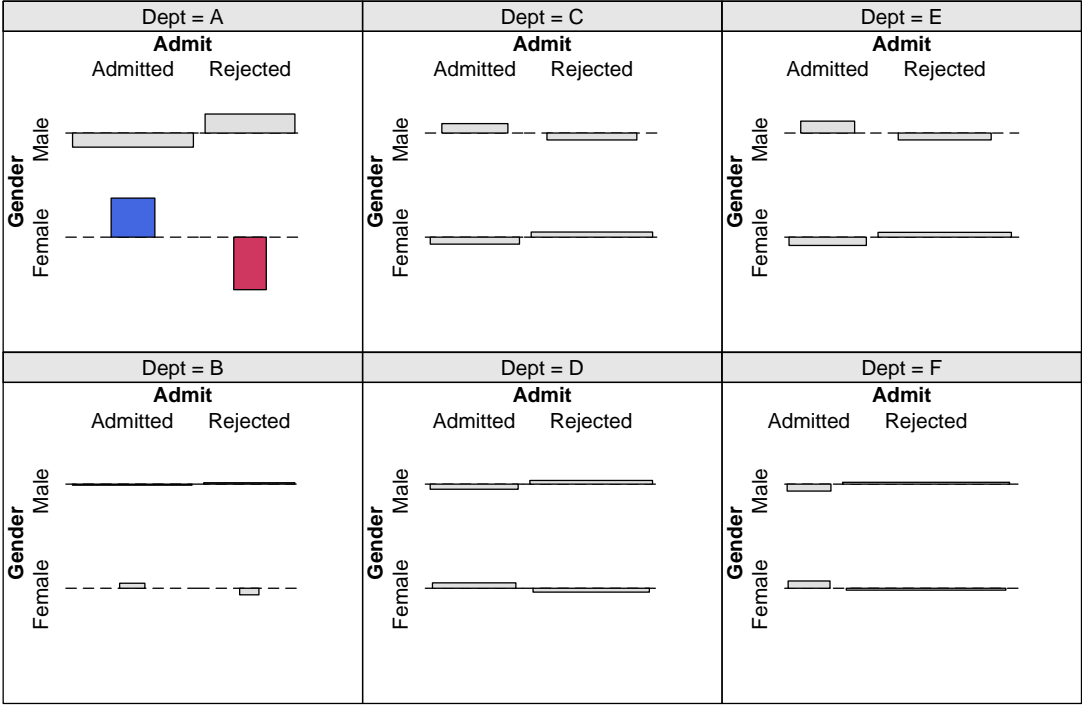 Dept = A
Admit
Admitted Rejected
Gender
Male
Female
Dept = C
Admit
Admitted Rejected
Gender
Male
Female
Dept = E
Admit
Admitted Rejected
Gender
Male
Female
Dept = B
Admit
Admitted Rejected
Gender
Male
Female
Dept = D
Admit
Admitted Rejected
Gender
Male
Female
Dept = F
Admit
Admitted Rejected
Gender
Male
Female